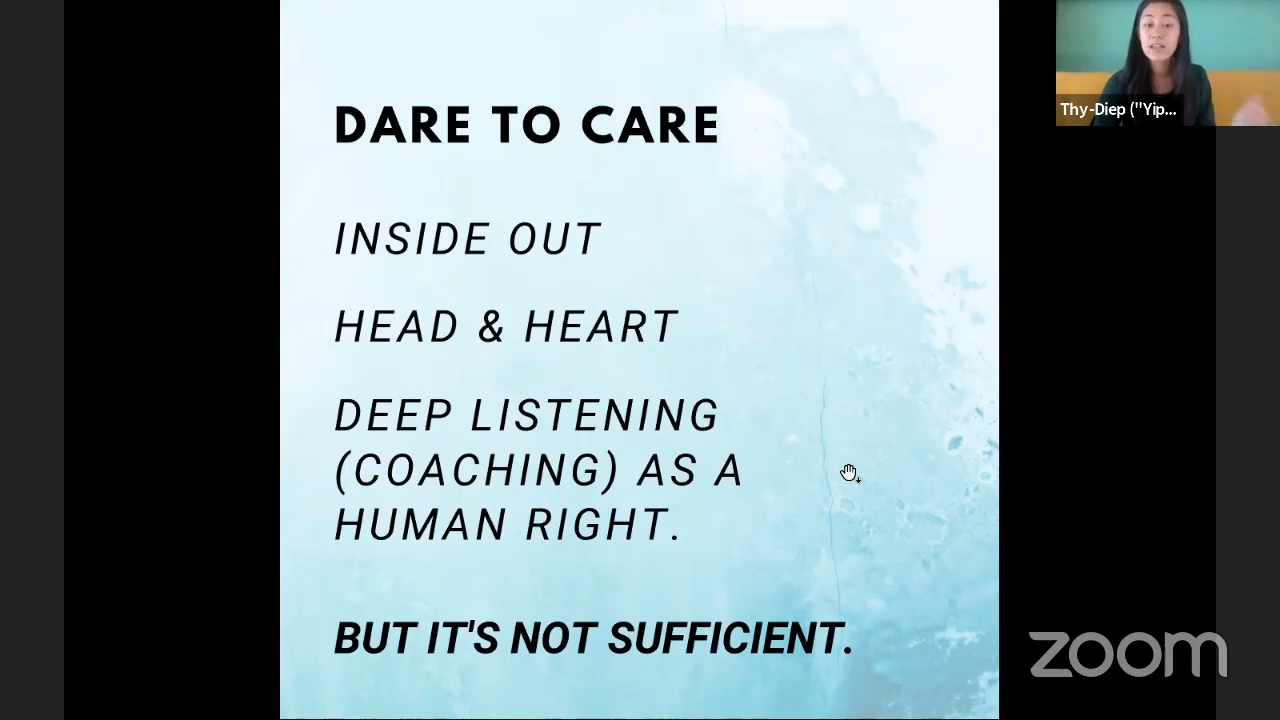 DARE TO CARE
INSIDE OUT
HEAD & HEART
DEEP LISTENING
(COACHING) AS A
HUMAN RIGHT.
BUT IT'S NOT SUFFICIENT.
Thy-Diep ("Yip...
zoom